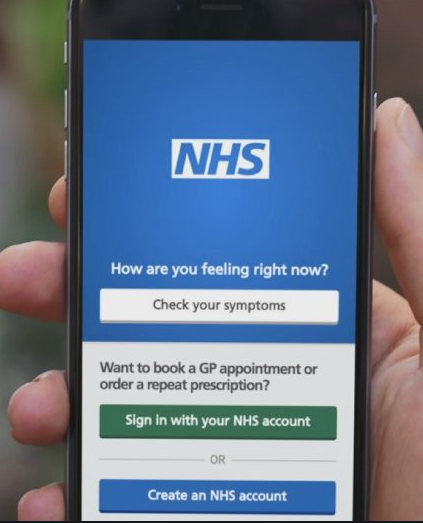 NHS
How are you feeling right now?
Check your symptoms
Want to book a GP appointment or
order a repeat prescription?
Sign in with your NHS account
OR
Create an NHS account